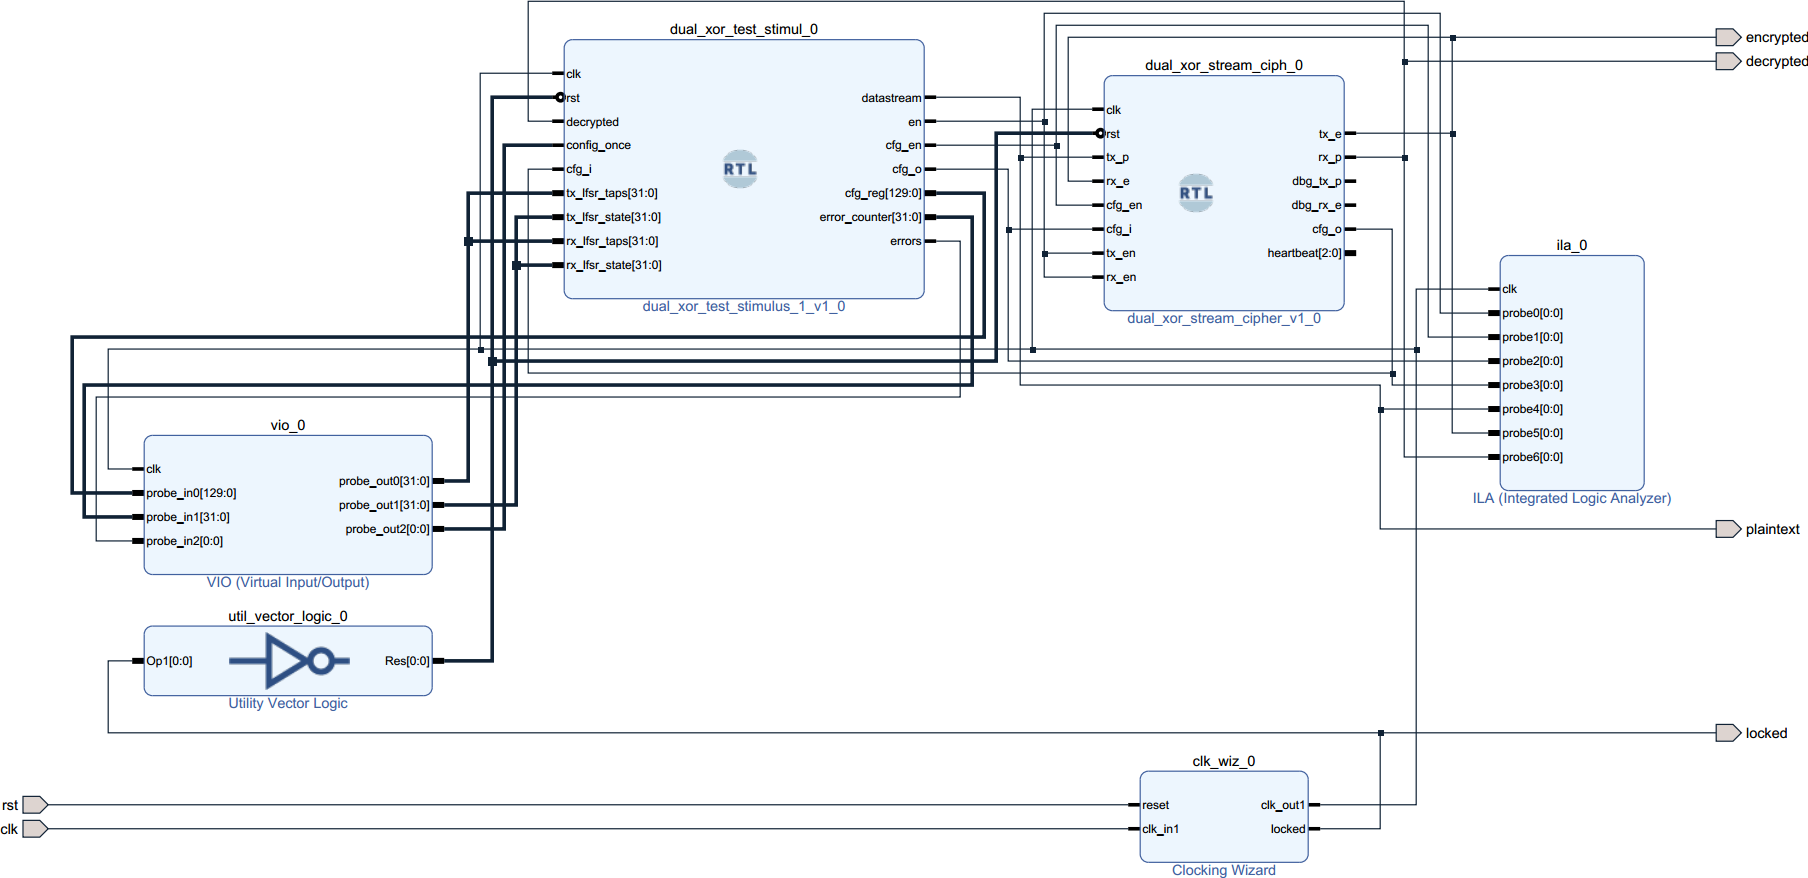 dual_xor_test_stimul_0
clk
rst
decrypted
config_once
cfg_i
tx_lfsr_taps[31:0]
tx_lfsr_state[31:0]
rx_lfsr_taps[31:0]
rx_lfsr_state[31:0]
datastream
en
cfg_en
cfg_o
cfg_reg[129:0]
error_counter[31:0]
errors
RTL
dual_xor_test_stimulus_1_v1_0
dual_xor_stream_ciph_0
clk
rst
tx_p
rx_e
cfg_en
cfg_i
tx_en
rx_en
tx_e
rx_p
dbg_tx_p
dbg_rx_e
cfg_o
heartbeat[2:0]
RTL
dual_xor_stream_cipher_v1_0
encrypted
decrypted
ila_0
clk
probe0[0:0]
probe1[0:0]
probe2[0:0]
probe3[0:0]
probe4[0:0]
probe5[0:0]
probe6[0:0]
ILA (Integrated Logic Analyzer)
plaintext
vio_0
clk
probe_in0[129:0]
probe_in1[31:0]
probe_in2[0:0]
probe_out0[31:0]
probe_out1[31:0]
probe_out2[0:0]
VIO (Virtual Input/Output)
util_vector_logic_0
Op1[0:0]
Res[0:0]
Utility Vector Logic
locked
clk_wiz_0
reset
clk_in1
clk_out1
locked
Clocking Wizard
rst
clk